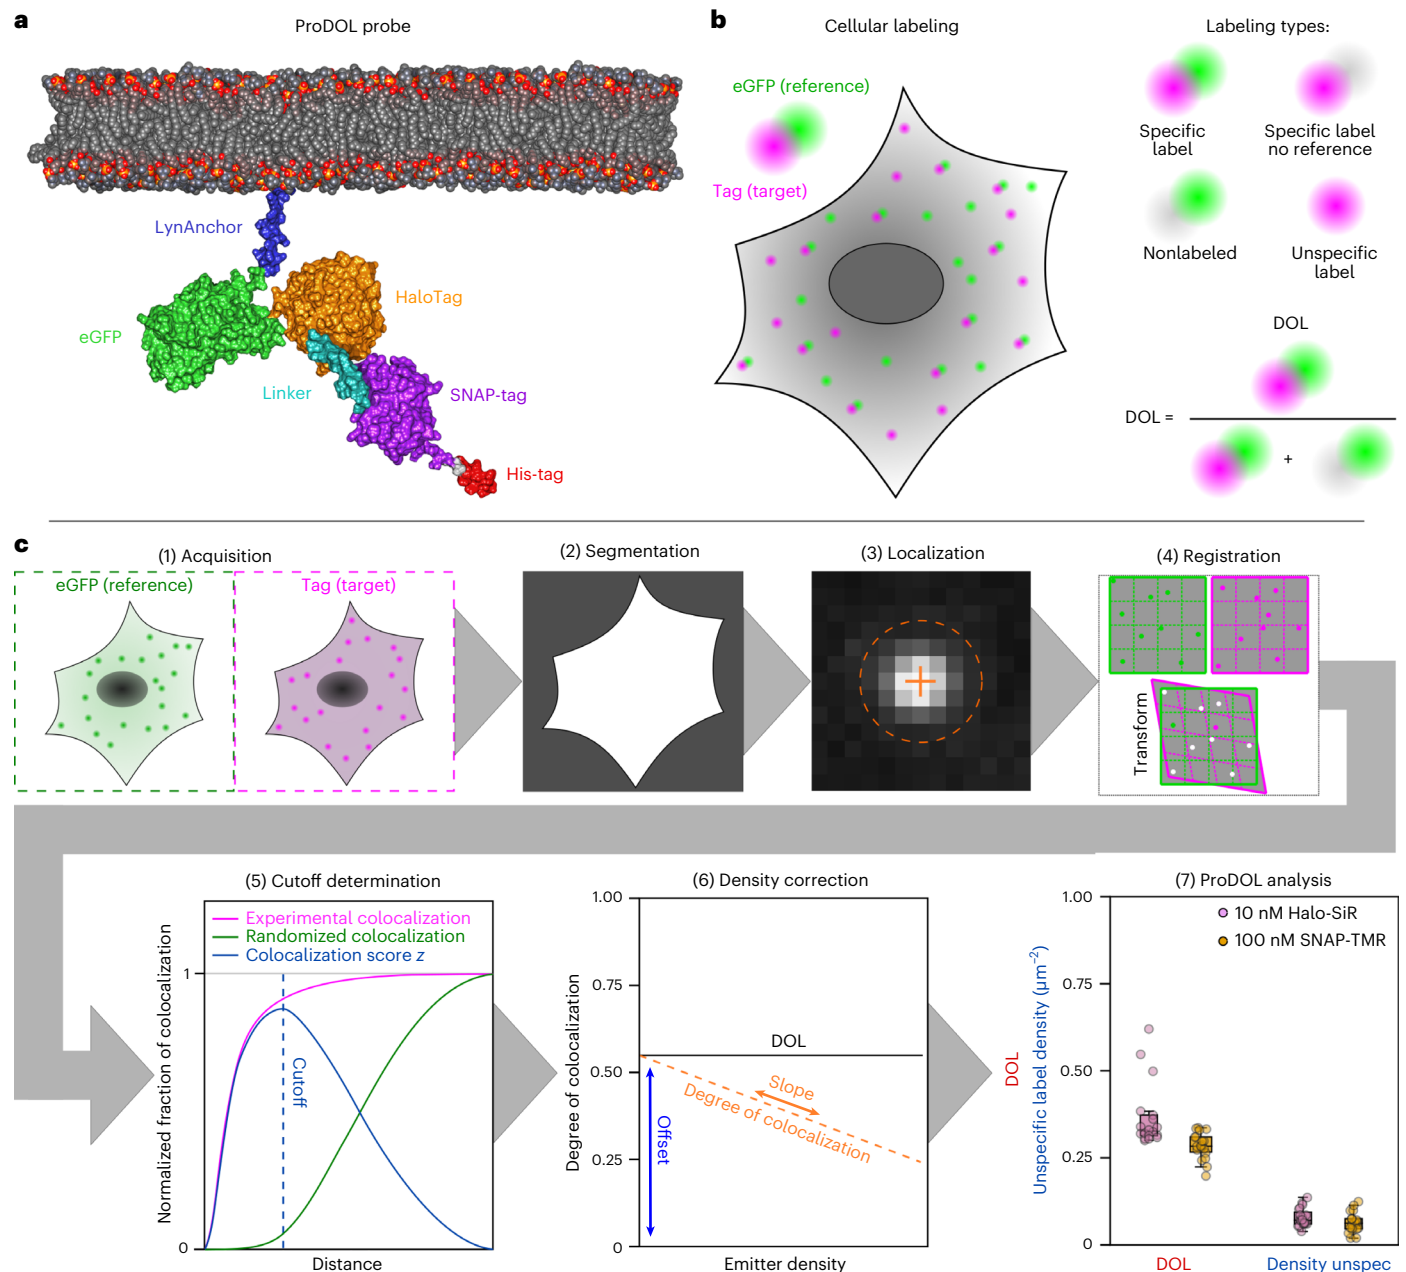 a
ProDOL probe
LynAnchor
eGFP
HaloTag
Linker
SNAP-tag
His-tag
b
Cellular labeling
eGFP (reference)
Tag (target)
Labeling types:
Specific
label
Specific label
no reference
Nonlabeled
Unspecific
label
DOL
DOL =
+
c
(1) Acquisition
eGFP (reference)
Tag (target)
(2) Segmentation
(3) Localization
(4) Registration
Transform
(5) Cutoff determination
Normalized fraction of colocalization
1
0
Experimental colocalization
Randomized colocalization
Colocalization score z
Cutoff
Distance
(6) Density correction
Degree of colocalization
1.00
0.75
0.50
0.25
0
DOL
Slope
Degree of colocalization
Offset
Emitter density
(7) ProDOL analysis
DOL
Unspecific label density (µm⁻²)
1.00
0.75
0.50
0.25
0
10 nM Halo-SiR
100 nM SNAP-TMR
DOL
Density unspec